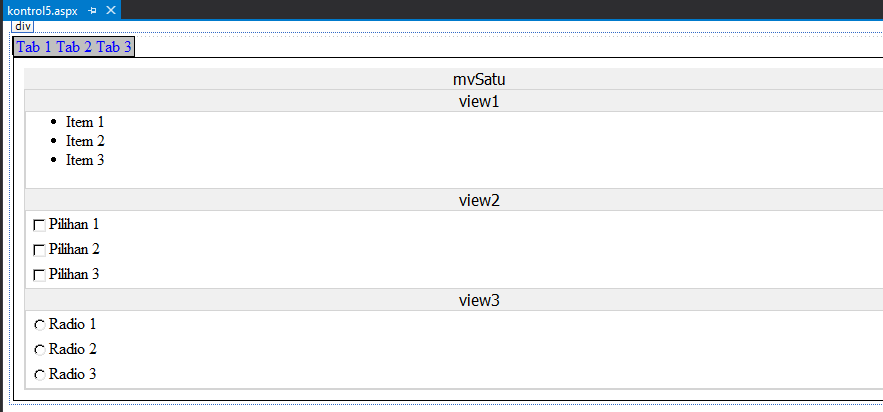 kontrol5.aspx
div
Tab 1 Tab 2 Tab 3
mvSatu
view1
Item 1
Item 2
Item 3
view2
Pilihan 1
Pilihan 2
Pilihan 3
view3
Radio 1
Radio 2
Radio 3